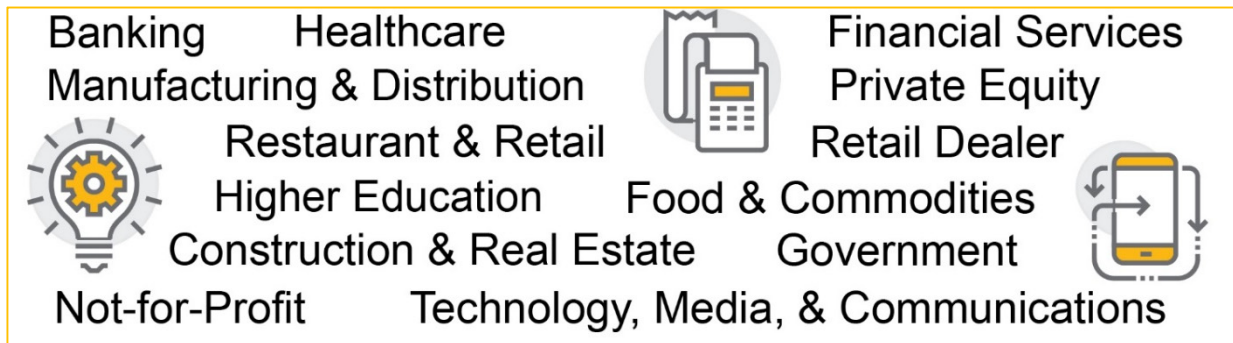 Banking Healthcare Financial Services
Manufacturing & Distribution Private Equity
Restaurant & Retail Retail Dealer
Higher Education Food & Commodities
Construction & Real Estate Government
Not-for-Profit Technology, Media, & Communications